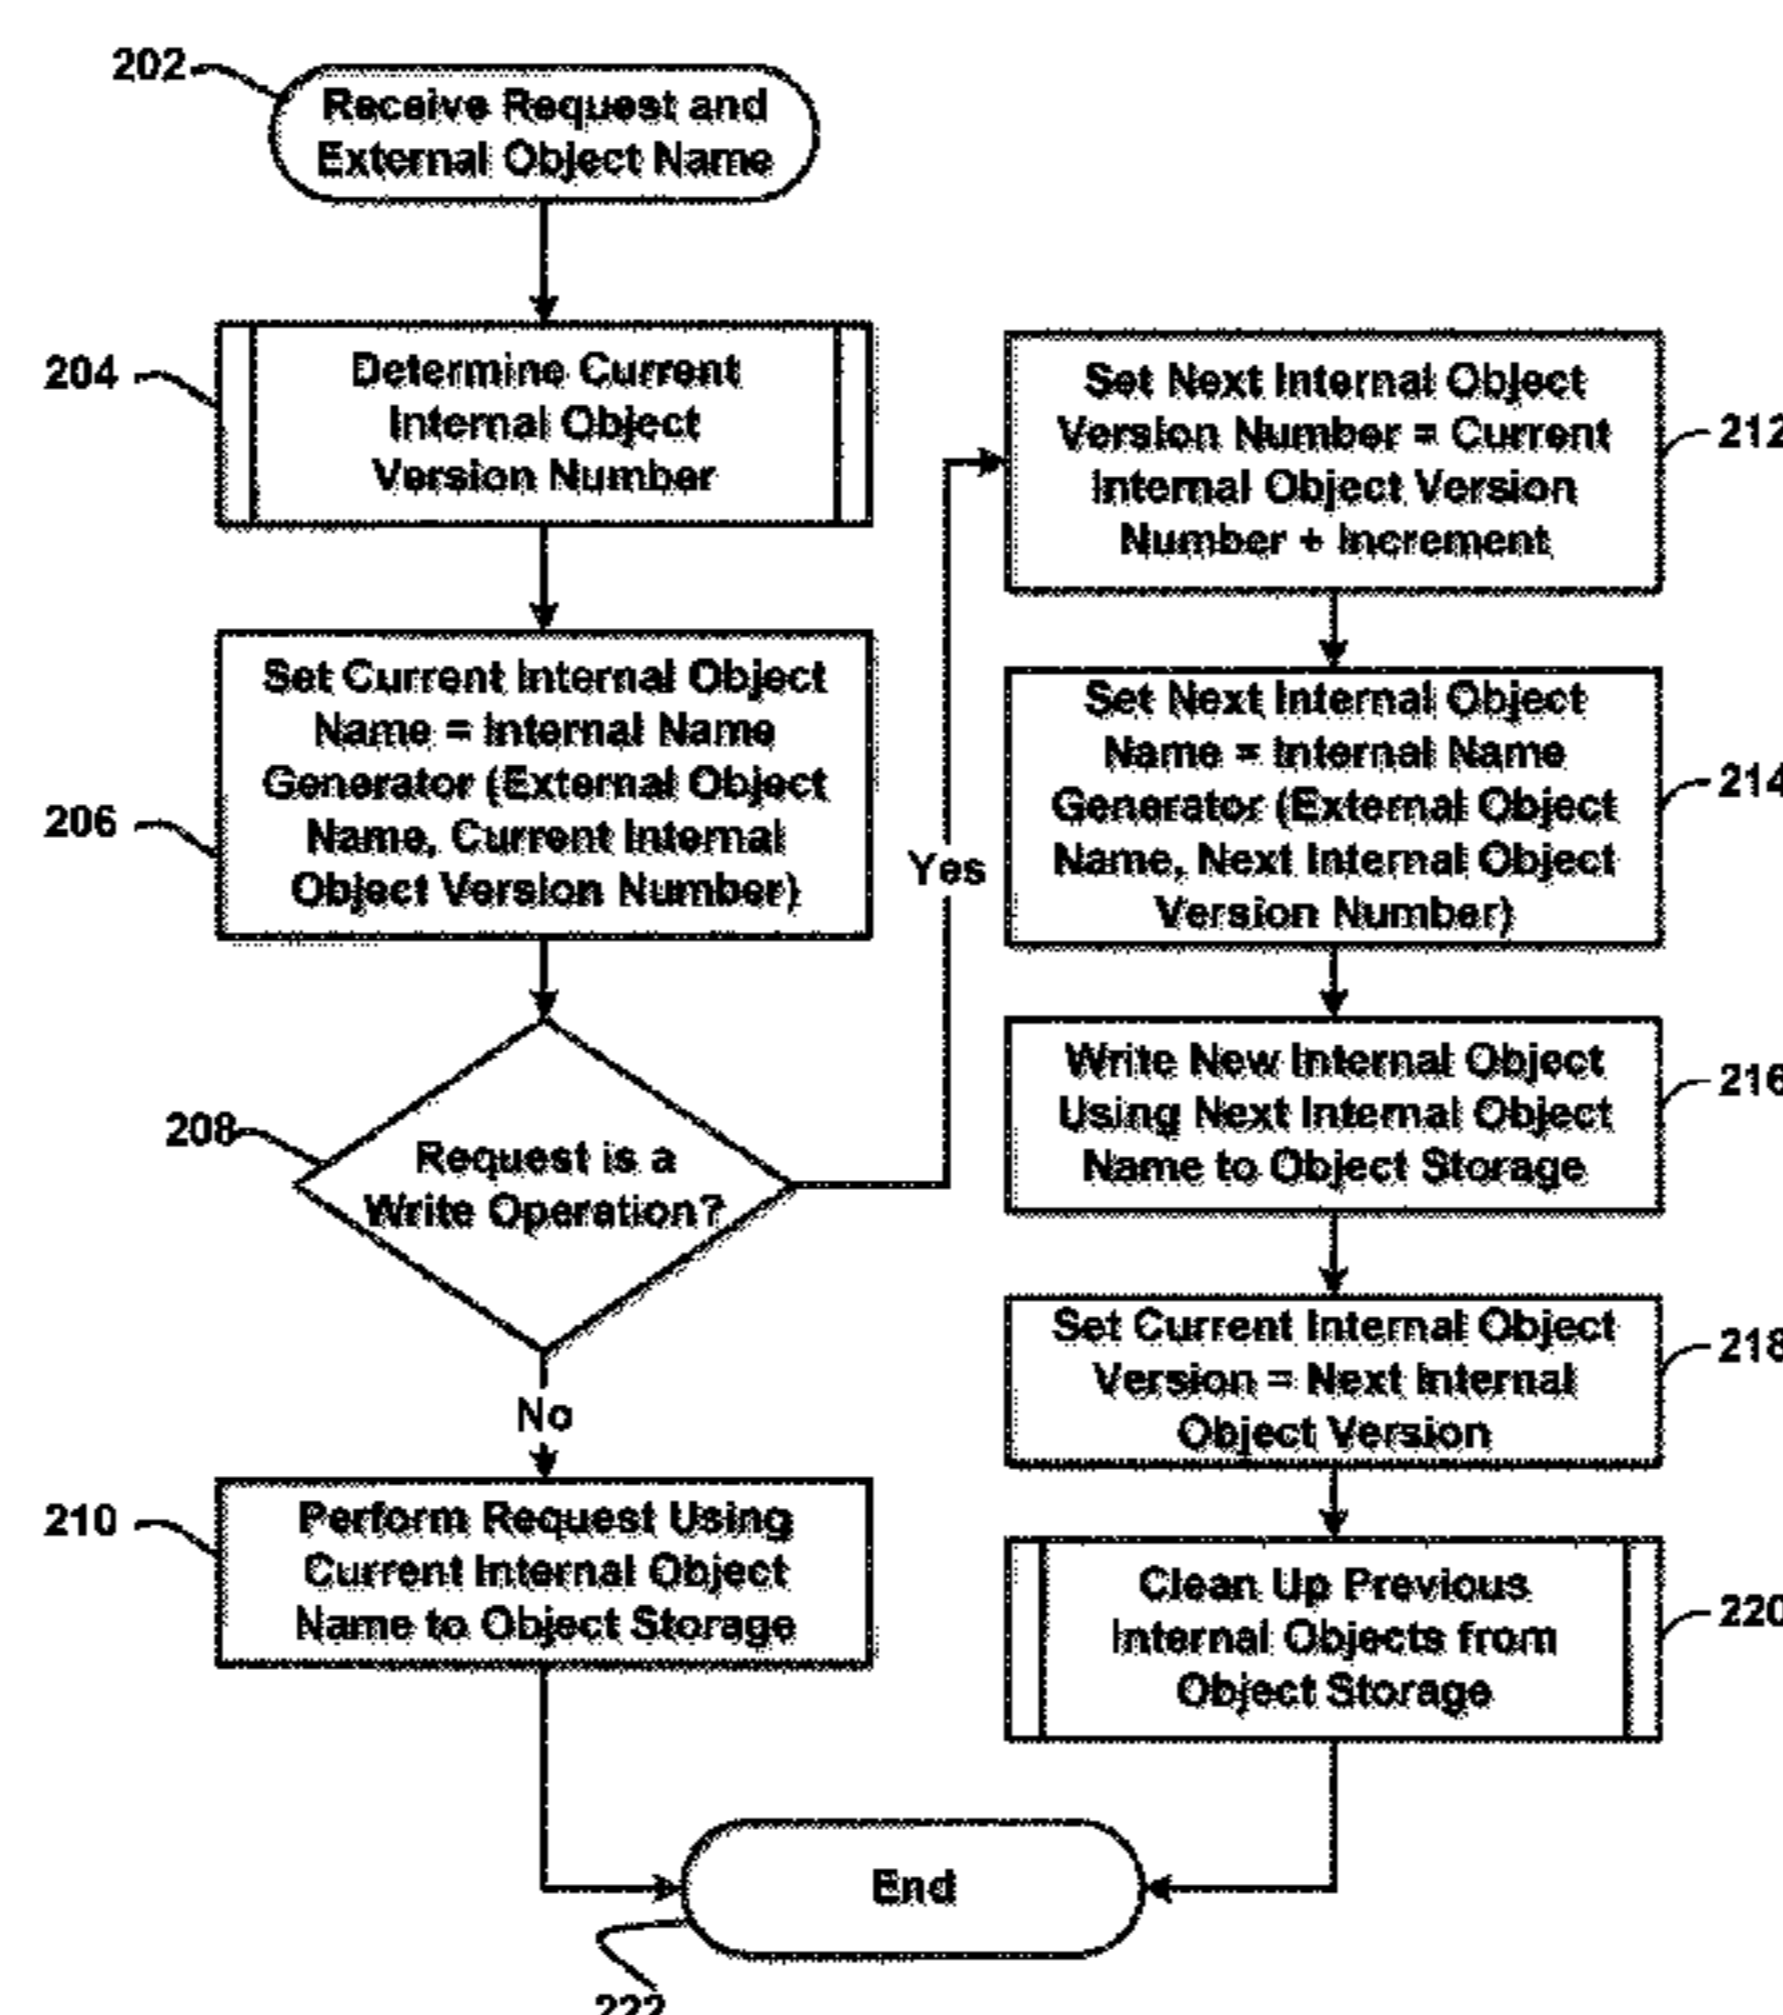 202
Receive Request and
External Object Name
204
Determine Current
Internal Object
Version Number
206
Set Current Internal Object
Name = Internal Name
Generator (External Object
Name, Current Internal
Object Version Number)
208
Request is a
Write Operation?
Yes
No
210
Perform Request Using
Current Internal Object
Name to Object Storage
Set Next Internal Object
Version Number = Current
Internal Object Version
Number + Increment
212
Set Next Internal Object
Name = Internal Name
Generator (External Object
Name, Next Internal Object
Version Number)
214
Write New Internal Object
Using Next Internal Object
Name to Object Storage
216
Set Current Internal Object
Version = Next Internal
Object Version
218
Clean Up Previous
Internal Objects from
Object Storage
220
End
222